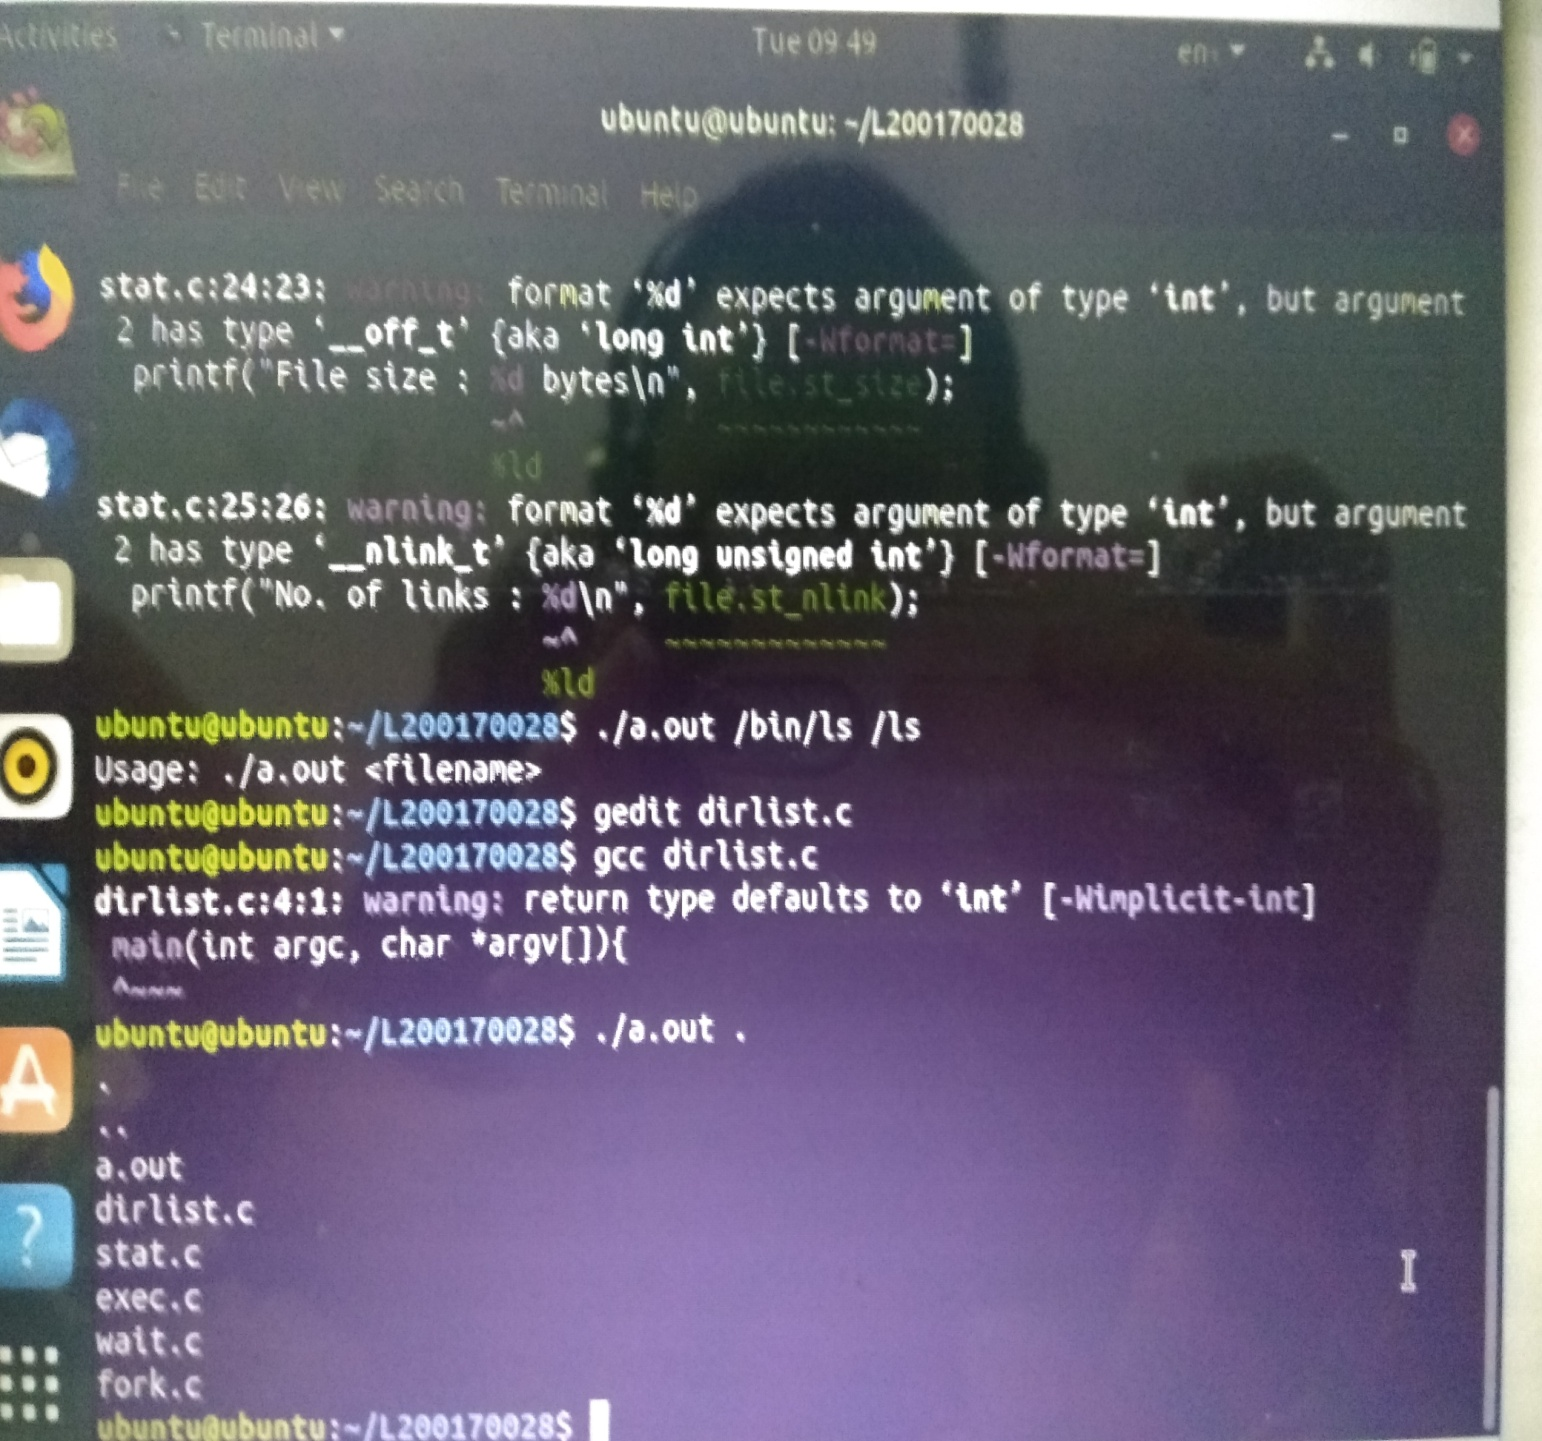 Activities Terminal Tue 09 49 en
ubuntu@ubuntu: ~/L200170028
File Edit View Search Terminal Help
stat.c:24:23: warning: format ‘%d’ expects argument of type ‘int’, but argument
2 has type ‘__off_t’ {aka ‘long int’} [-Wformat=]
printf("File size : %d bytes\n", file.st_size);
~^ ~~~~~~~~~~~~
%ld
stat.c:25:26: warning: format ‘%d’ expects argument of type ‘int’, but argument
2 has type ‘__nlink_t’ {aka ‘long unsigned int’} [-Wformat=]
printf("No. of links : %d\n", file.st_nlink);
~^ ~~~~~~~~~~~~~
%ld
ubuntu@ubuntu:~/L200170028$ ./a.out /bin/ls /ls
Usage: ./a.out <filename>
ubuntu@ubuntu:~/L200170028$ gedit dirlist.c
ubuntu@ubuntu:~/L200170028$ gcc dirlist.c
dirlist.c:4:1: warning: return type defaults to ‘int’ [-Wimplicit-int]
main(int argc, char *argv[]){
^~~~
ubuntu@ubuntu:~/L200170028$ ./a.out .
.
..
a.out
dirlist.c
stat.c
exec.c
wait.c
fork.c
ubuntu@ubuntu:~/L200170028$